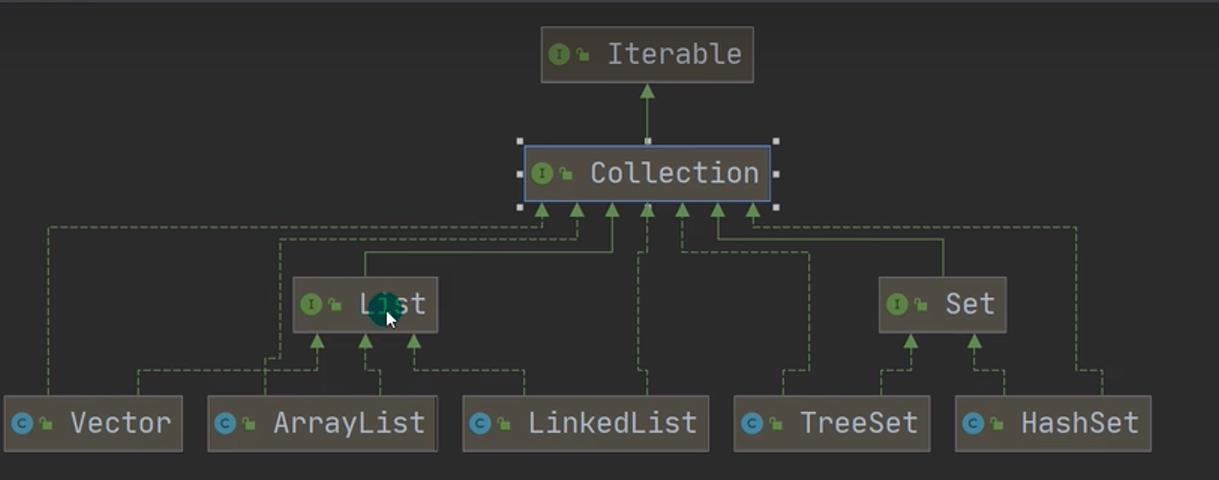 I Iterable
I Collection
I List
I Set
C Vector
C ArrayList
C LinkedList
C TreeSet
C HashSet